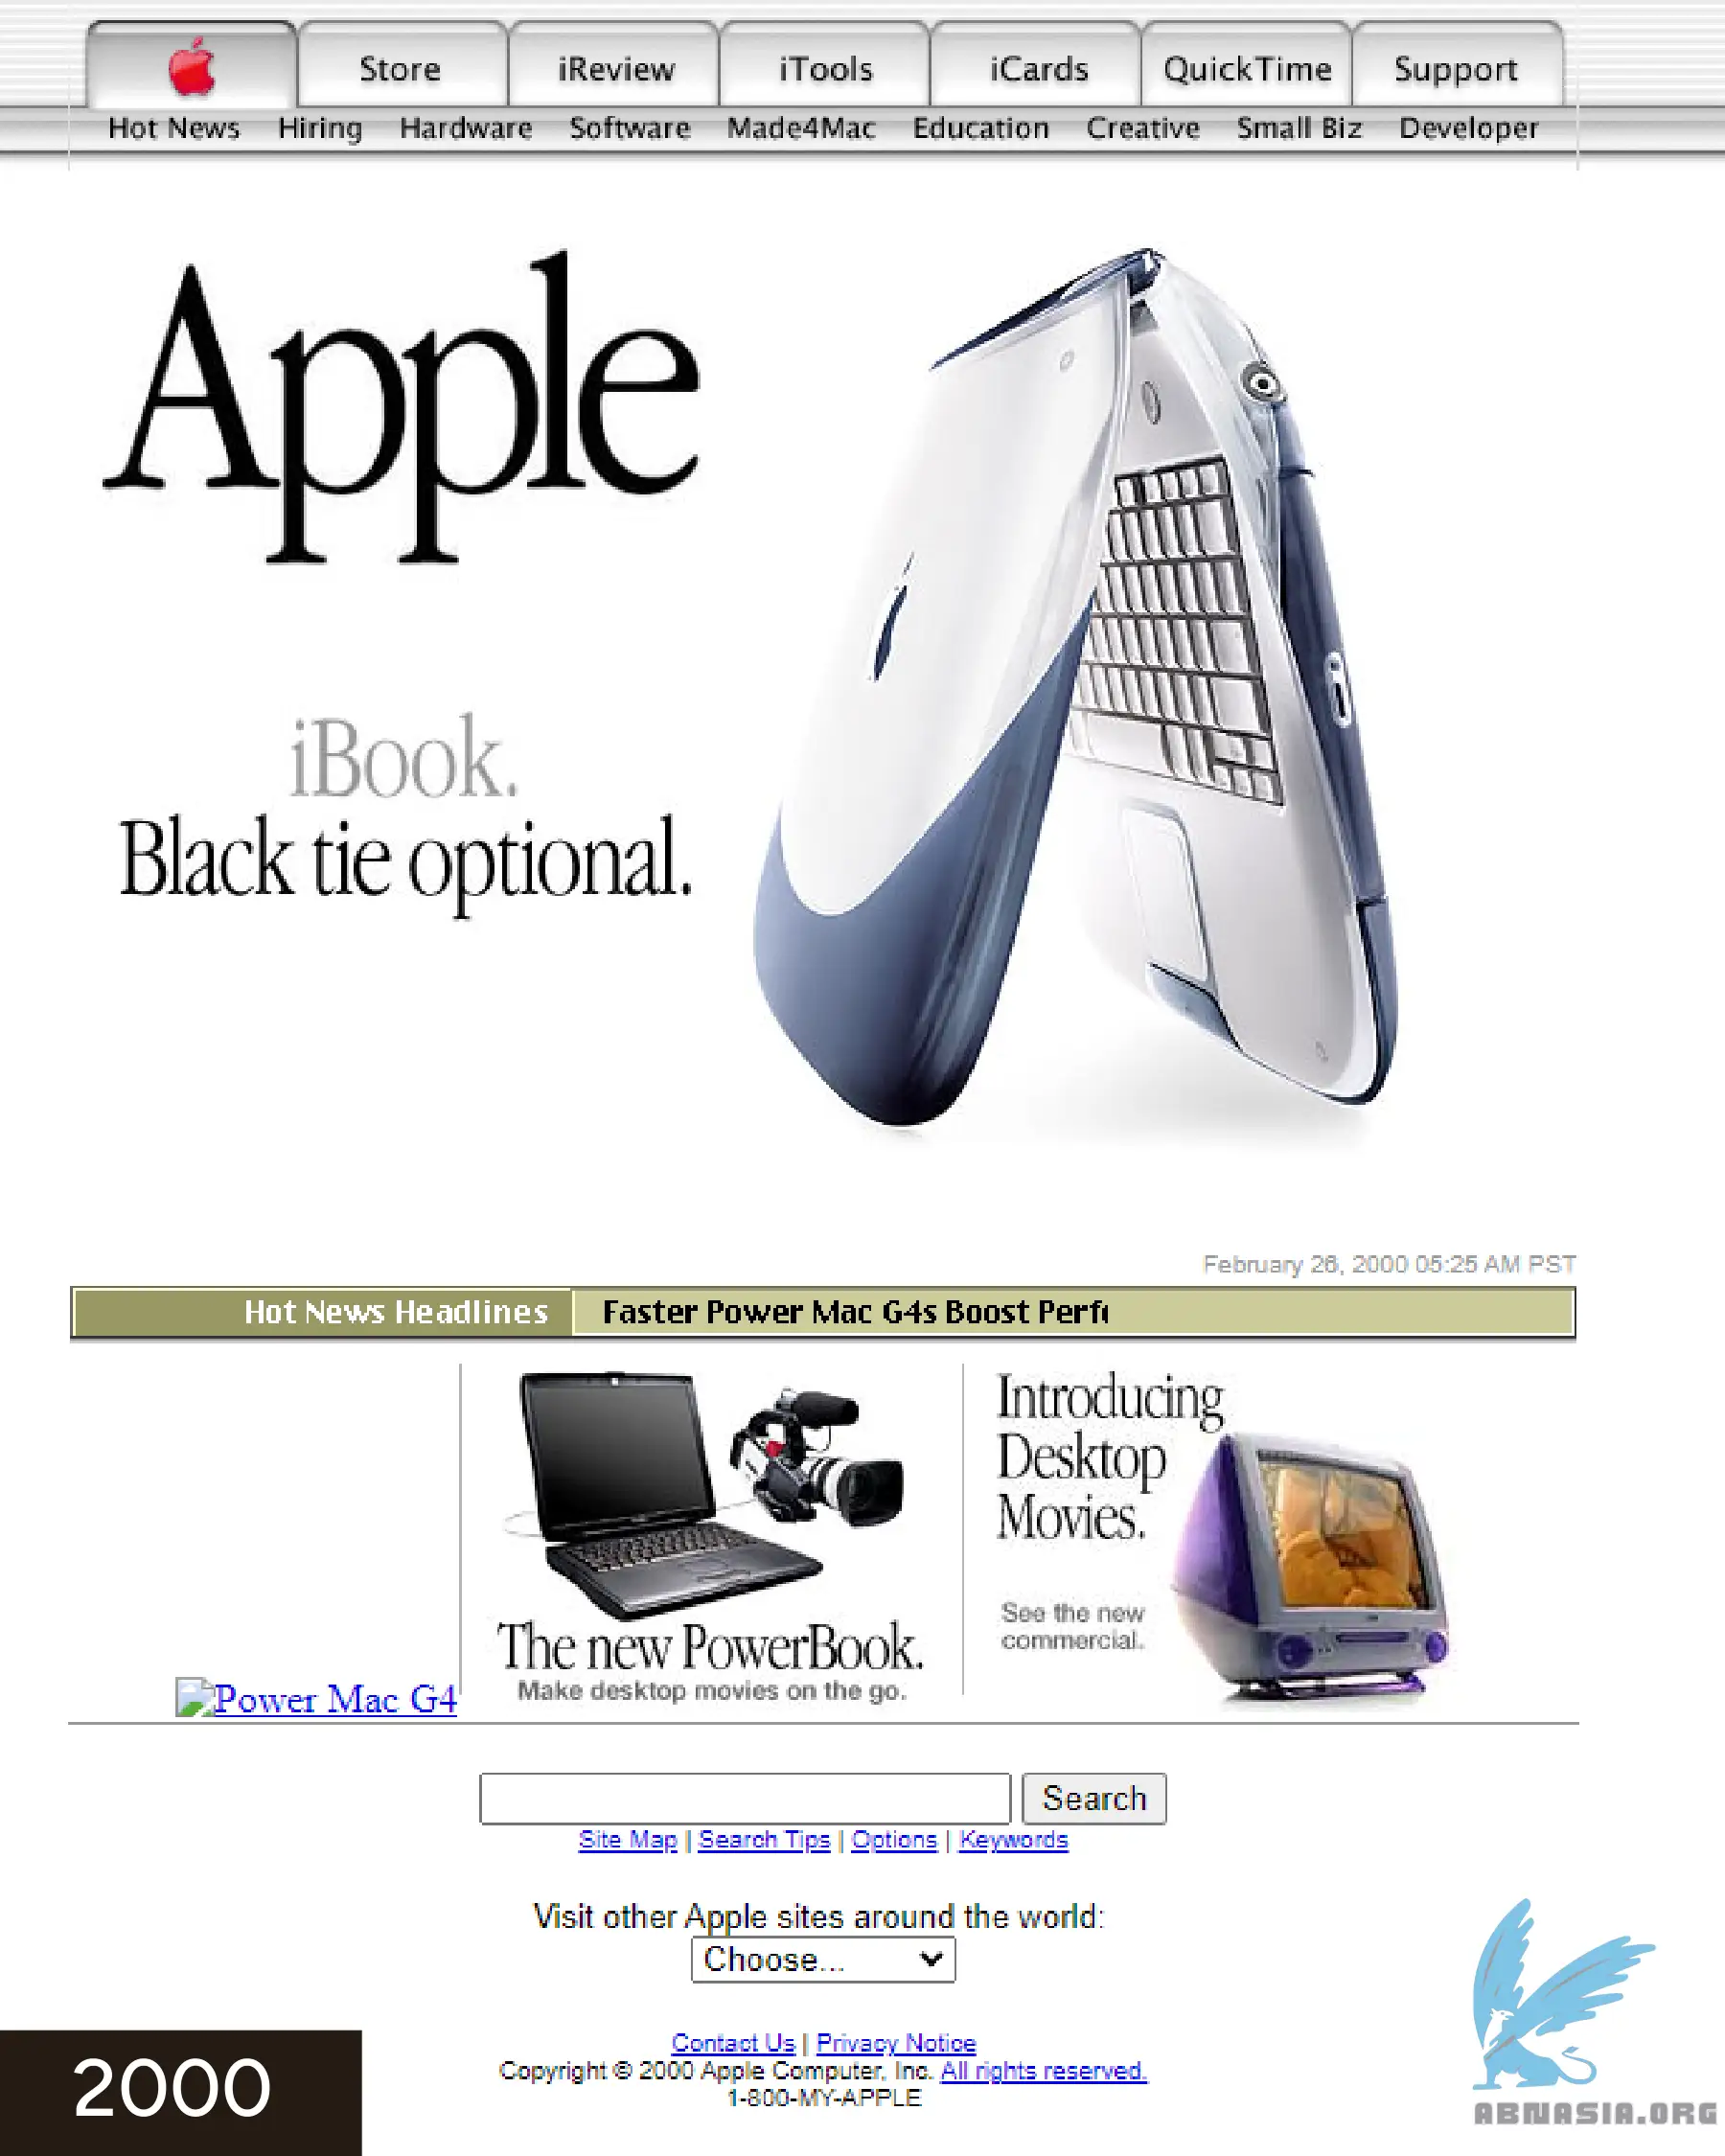 Store iReview iTools iCards QuickTime Support
Hot News Hiring Hardware Software Made4Mac Education Creative Small Biz Developer
Apple
iBook.
Black tie optional.
February 26, 2000 05:25 AM PST
Hot News Headlines Faster Power Mac G4s Boost
Introducing
Desktop
Movies.
See the new
commercial.
The new PowerBook.
Make desktop movies on the go.
Power Mac G4
Search
Site Map | Search Tips | Options | Keywords
Visit other Apple sites around the world:
Choose...
Contact Us | Privacy Notice
Copyright © 2000 Apple Computer, Inc. All rights reserved.
1-800-MY-APPLE
2000
ABNASIA.ORG